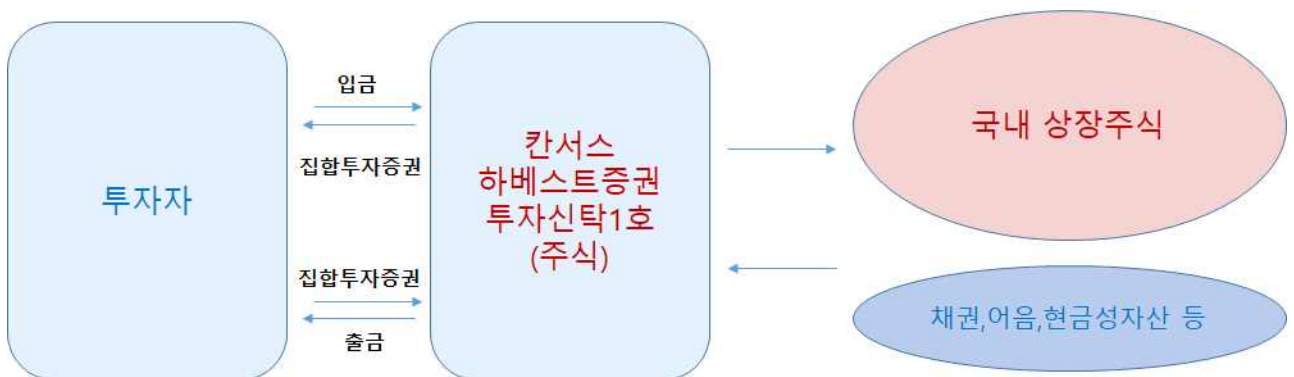 투자자
입금
집합투자증권
집합투자증권
출금
칸서스
하베스트증권
투자신탁1호
(주식)
국내 상장주식
채권,어음,현금성자산 등